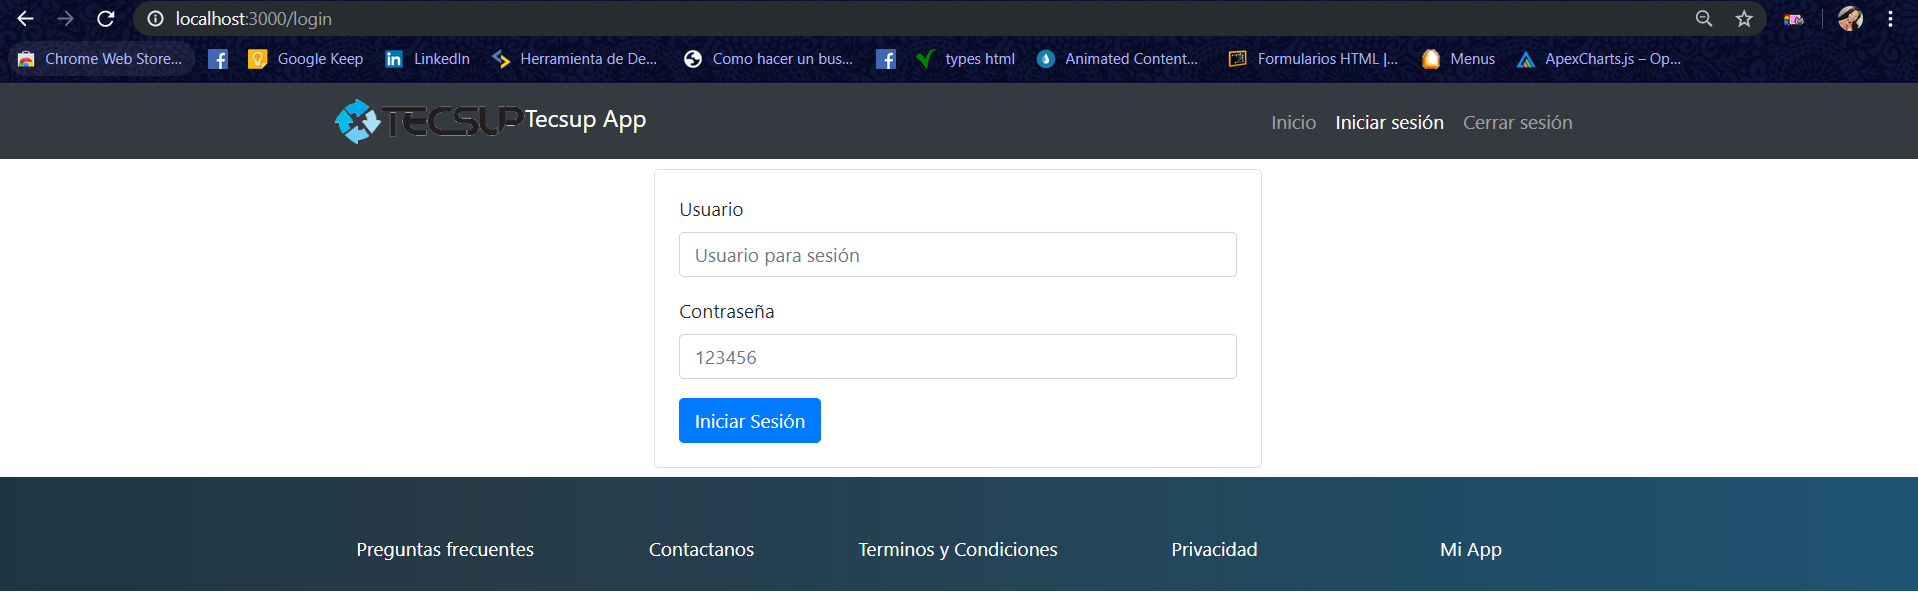 localhost:3000/login
Chrome Web Store... Google Keep LinkedIn Herramienta de De... Como hacer un bus... types html Animated Content... Formularios HTML |... Menus ApexCharts.js – Op...
TECSUP Tecsup App Inicio Iniciar sesión Cerrar sesión
Usuario
Usuario para sesión
Contraseña
123456
Iniciar Sesión
Preguntas frecuentes Contactanos Terminos y Condiciones Privacidad Mi App